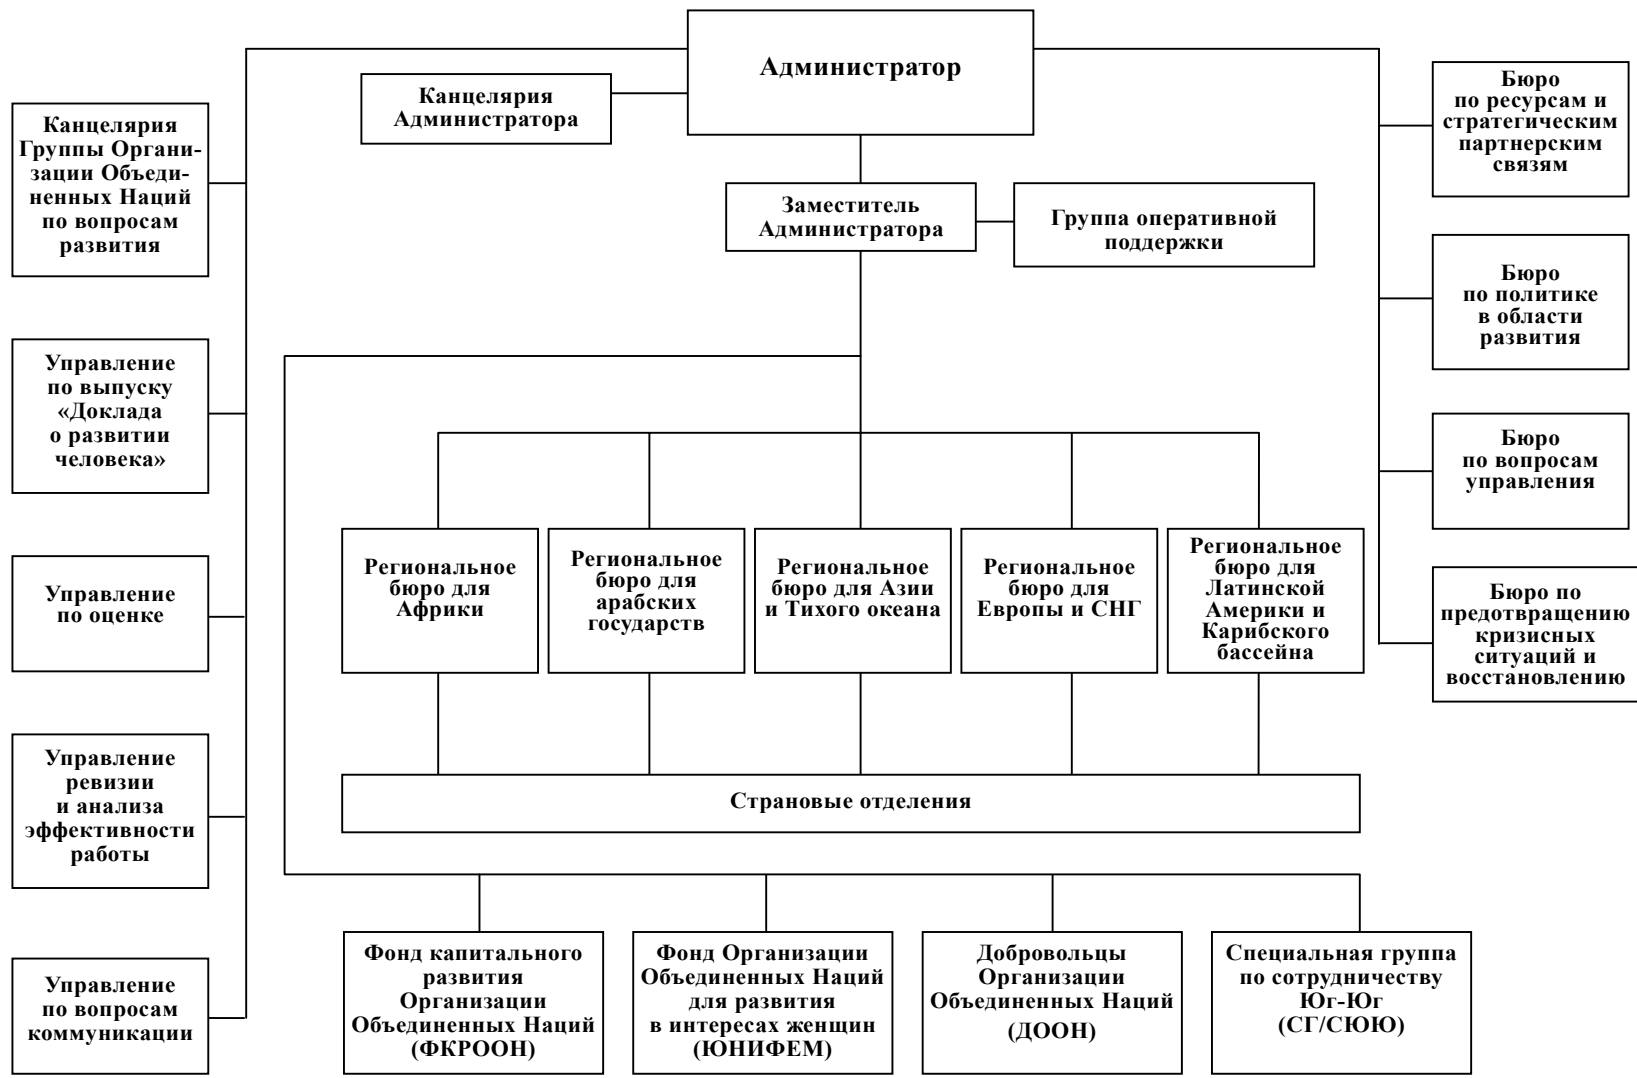 Администратор
Канцелярия
Администратора
Заместитель
Администратора
Группа оперативной
поддержки
Канцелярия
Группы Органи-
зации Объеди-
ненных Наций
по вопросам
развития
Управление
по выпуску
«Доклада
о развитии
человека»
Управление
по оценке
Управление
ревизии
и анализа
эффективности
работы
Управление
по вопросам
коммуникации
Бюро
по ресурсам и
стратегическим
партнерским
связям
Бюро
по политике
в области
развития
Бюро
по вопросам
управления
Бюро по
предотвращению
кризисных
ситуаций и
восстановлению
Региональное
бюро для
Африки
Региональное
бюро для
арабских
государств
Региональное
бюро для Азии
и Тихого океана
Региональное
бюро для
Европы и СНГ
Региональное
бюро для
Латинской
Америки и
Карибского
бассейна
Страновые отделения
Фонд капитального
развития
Организации
Объединенных Наций
(ФКРООН)
Фонд Организации
Объединенных Наций
для развития
в интересах женщин
(ЮНИФЕМ)
Добровольцы
Организации
Объединенных Наций
(ДООН)
Специальная группа
по сотрудничеству
Юг-Юг
(СГ/СЮЮ)